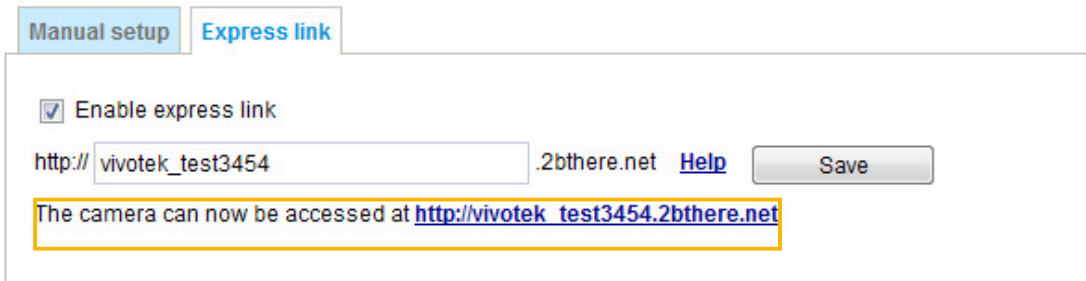 Manual setup Express link
Enable express link
http:// vivotek_test3454 .2bthere.net Help Save
The camera can now be accessed at http://vivotek_test3454.2bthere.net